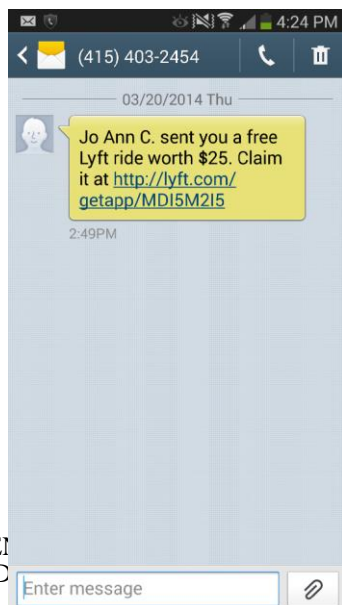 4:24 PM
(415) 403-2454
03/20/2014 Thu
Jo Ann C. sent you a free
Lyft ride worth $25. Claim
it at http://lyft.com/
getapp/MDI5M2I5
2:49PM
Enter message